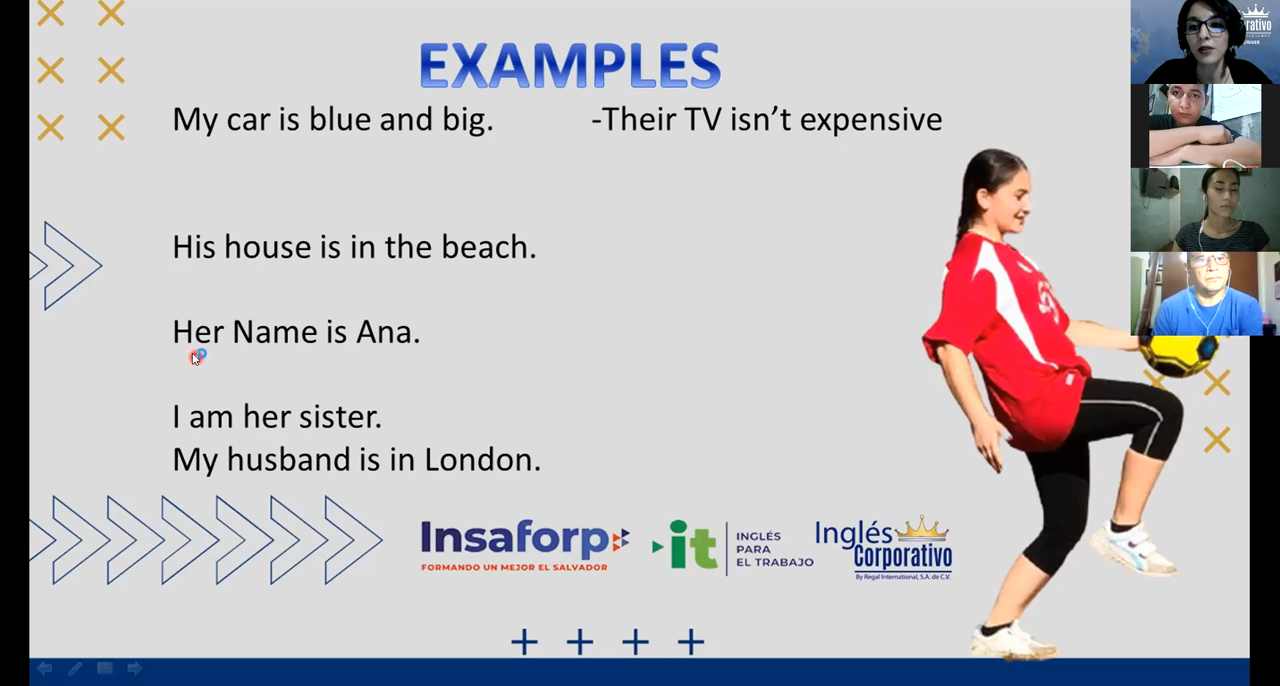 EXAMPLES
My car is blue and big. -Their TV isn’t expensive
His house is in the beach.
Her Name is Ana.
I am her sister.
My husband is in London.
Insaforp
FORMANDO UN MEJOR EL SALVADOR
it
INGLÉS
PARA
EL TRABAJO
Inglés
Corporativo
By Regal International, S.A. de C.V.